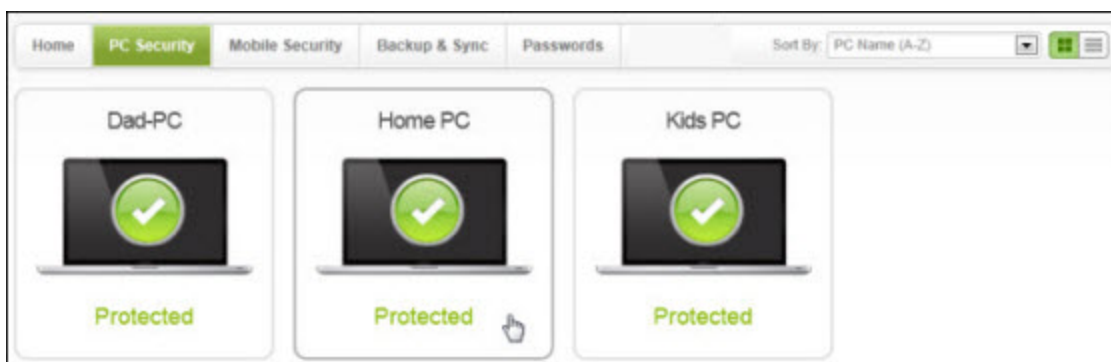 Home PC Security Mobile Security Backup & Sync Passwords Sort By: PC Name (A-Z)
Dad-PC Home PC Kids PC
Protected Protected Protected